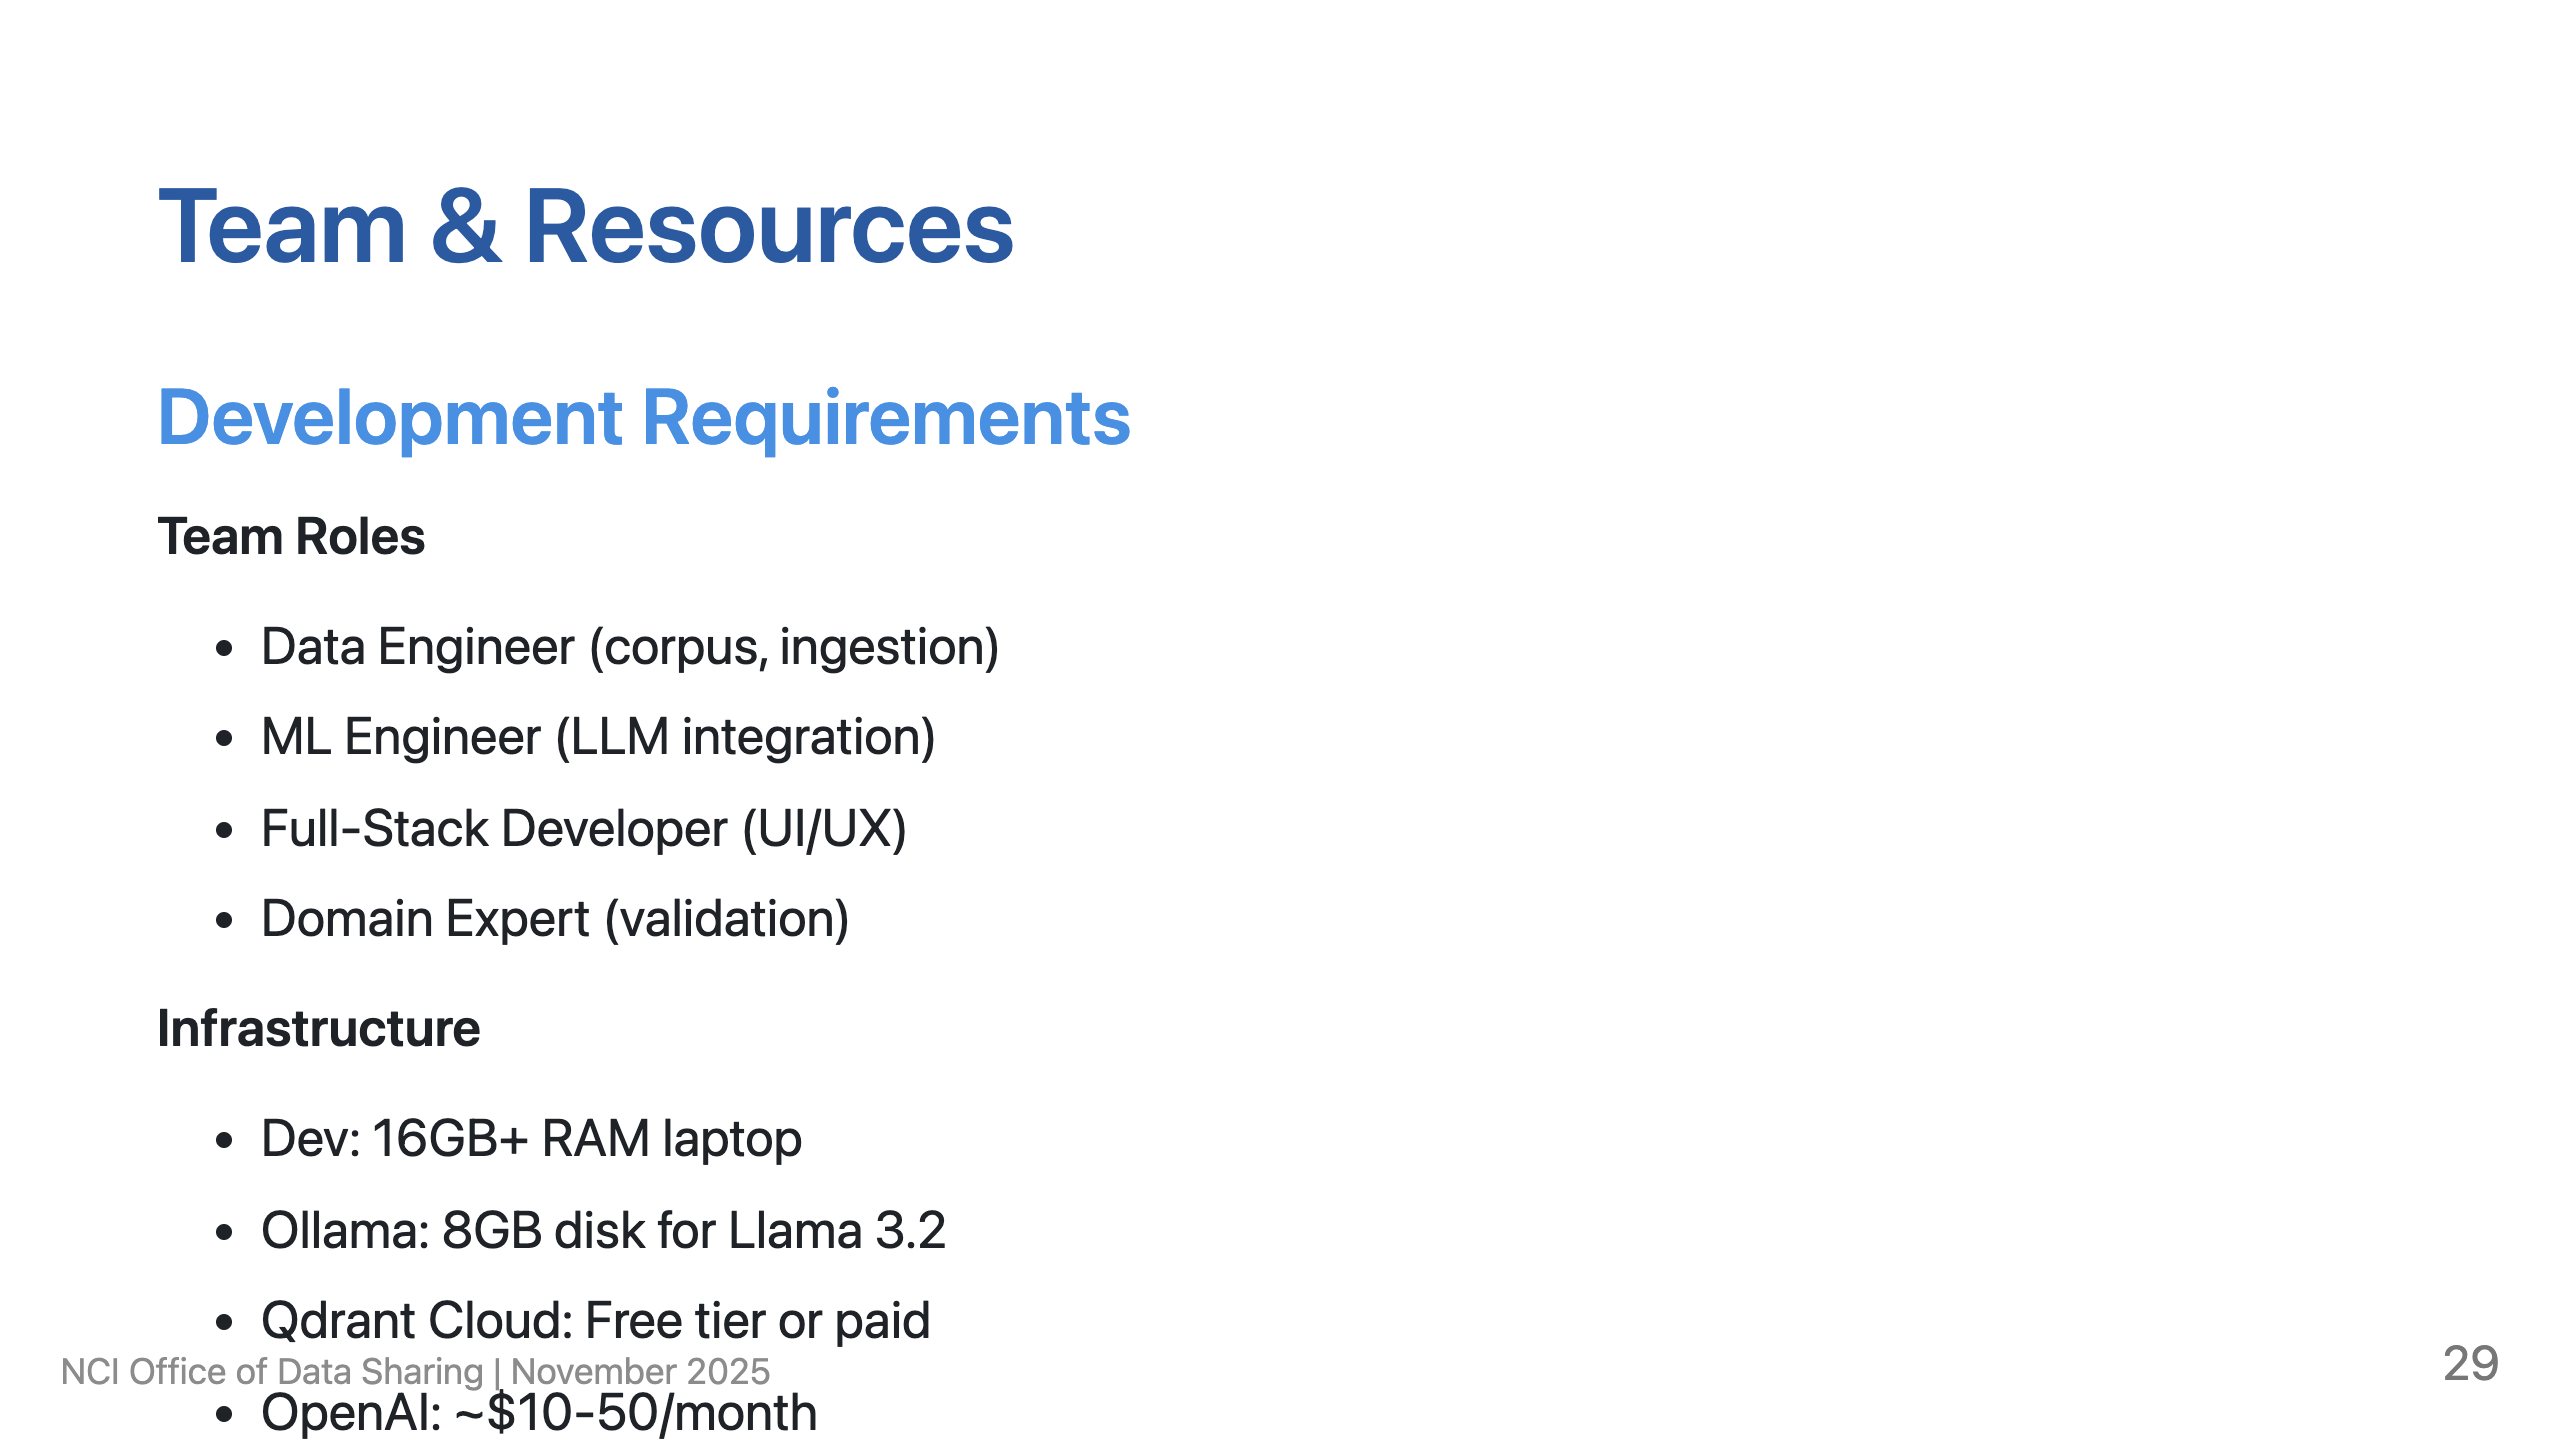 Team & Resources
Development Requirements
Team Roles
• Data Engineer (corpus, ingestion)
• ML Engineer (LLM integration)
• Full-Stack Developer (UI/UX)
• Domain Expert (validation)
Infrastructure
• Dev: 16GB+ RAM laptop
• Ollama: 8GB disk for Llama 3.2
• Qdrant Cloud: Free tier or paid
NCI Office of Data Sharing | November 2025
29
• OpenAI: ~$10-50/month